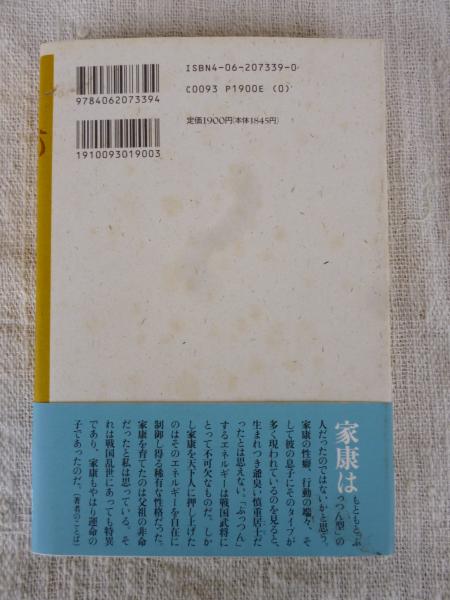 ISBN4-06-207339-0
C0093 P1900E (0)
定価1900円(本体1845円)
9784062073394
1910093019003
家康は もともと“ぷっつん型”の
人だったのではないかと思う。
家康の性癖、行動の端々、そ
して彼の息子にそのタイプが
多く現われているのを見ると、
生まれつき爺臭い慎重居士だ
ったとは思えない。「ぷっつん」
するエネルギーは戦国武将に
とって不可欠なものだ。しか
し家康を天下人に押し上げた
のはそのエネルギーを自在に
制御し得る稀有な性格だった。
家康を育てたのは父祖の非命
だったと私は思っている。そ
れは戦国乱世にあっても特異
であり、家康もやはり運命の
子であったのだ。（著者のことば）